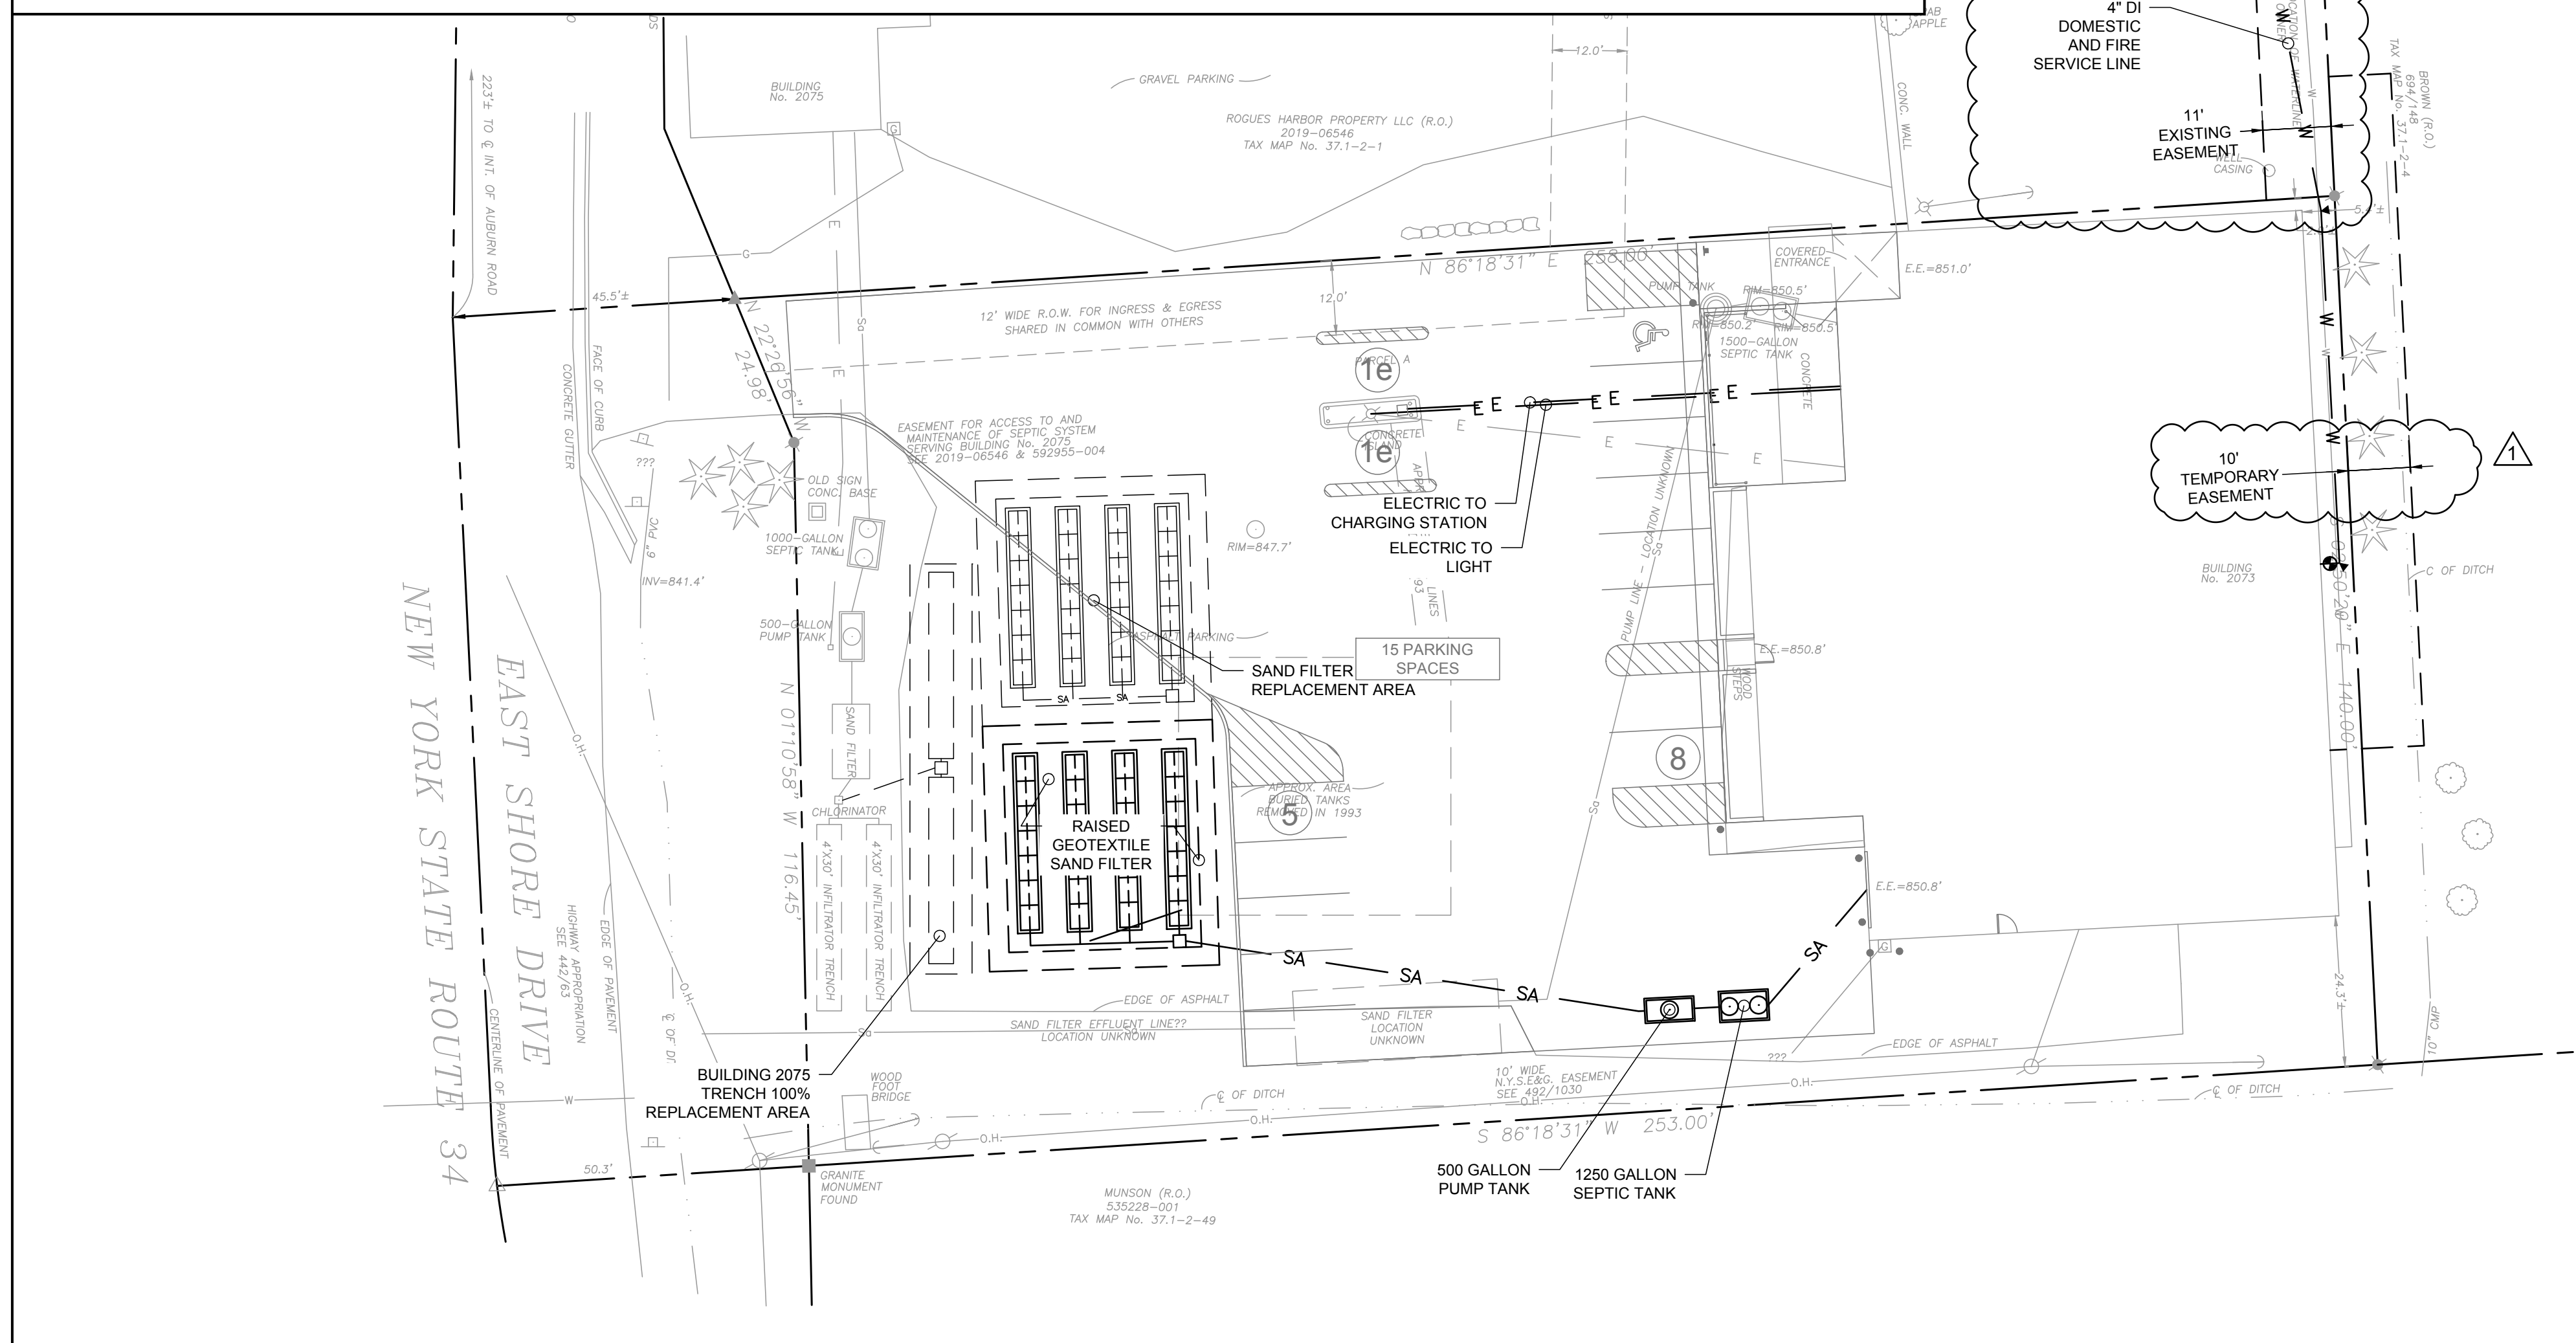 4" DI
DOMESTIC
AND FIRE
SERVICE LINE
APPLE
12.0'
BUILDING
No. 2075
GRAVEL PARKING
G
ROGUES HARBOR PROPERTY LLC (R.O.)
2019-06546
TAX MAP No. 37.1-2-1
CONC. WALL
W
W
BROWN (R.O.)
694/148
TAX MAP No. 37.1-2-4
11'
EXISTING
EASEMENT
WELL
CASING
W
223'± TO ℄ INT. OF AUBURN ROAD
E
G
45.5'±
N 22°26'56" W
24.98'
N 86°18'31" E 258.00'
12.0'
12' WIDE R.O.W. FOR INGRESS & EGRESS
SHARED IN COMMON WITH OTHERS
Sa
E
PUMP TANK
RIM=850.5'
RIM=850.2'
RIM=850.5'
1500-GALLON
SEPTIC TANK
COVERED
ENTRANCE
E.E.=851.0'
CONCRETE
FACE OF CURB
CONCRETE GUTTER
PARCEL A
1e
CONCRETE
ISLAND
1e
E E E E E E
E
E
E
EASEMENT FOR ACCESS TO AND
MAINTENANCE OF SEPTIC SYSTEM
SERVING BUILDING No. 2075
SEE 2019-06546 & 592955-004
???
OLD SIGN
CONC. BASE
1000-GALLON
SEPTIC TANK
6" PVC
INV=841.4'
500-GALLON
PUMP TANK
RIM=847.7'
ELECTRIC TO
CHARGING STATION
ELECTRIC TO
LIGHT
LINES
93
PUMP LINE - LOCATION UNKNOWN
Sa
10'
TEMPORARY
EASEMENT
1
W
W
W
BUILDING
No. 2073
℄ OF DITCH
140.00'
ASPHALT PARKING
15 PARKING
SPACES
SAND FILTER
REPLACEMENT AREA
E.E.=850.8'
WOOD
STEPS
SA
SA
NEW YORK STATE ROUTE 34
EAST SHORE DRIVE
O.H.
N 01°10'58" W 116.45'
SAND FILTER
CHLORINATOR
4'X30' INFILTRATOR TRENCH
4'X30' INFILTRATOR TRENCH
RAISED
GEOTEXTILE
SAND FILTER
APPROX. AREA
BURIED TANKS
REMOVED IN 1993
5
8
Sa
E.E.=850.8'
G
SA
SA
SA
SA
HIGHWAY APPROPRIATION
SEE 442/63
EDGE OF PAVEMENT
CENTERLINE OF PAVEMENT
O.H.
EDGE OF ASPHALT
SAND FILTER EFFLUENT LINE??
LOCATION UNKNOWN
Sa
Sa
SAND FILTER
LOCATION
UNKNOWN
???
EDGE OF ASPHALT
24.3'±
10" CMP
BUILDING 2075
TRENCH 100%
REPLACEMENT AREA
W
WOOD
FOOT
BRIDGE
℄ OF DITCH
10' WIDE
N.Y.S.E&G. EASEMENT
SEE 492/1030
O.H.
O.H.
O.H.
O.H.
℄ OF DITCH
S 86°18'31" W 253.00'
50.3'
GRANITE
MONUMENT
FOUND
500 GALLON
PUMP TANK
1250 GALLON
SEPTIC TANK
MUNSON (R.O.)
535228-001
TAX MAP No. 37.1-2-49